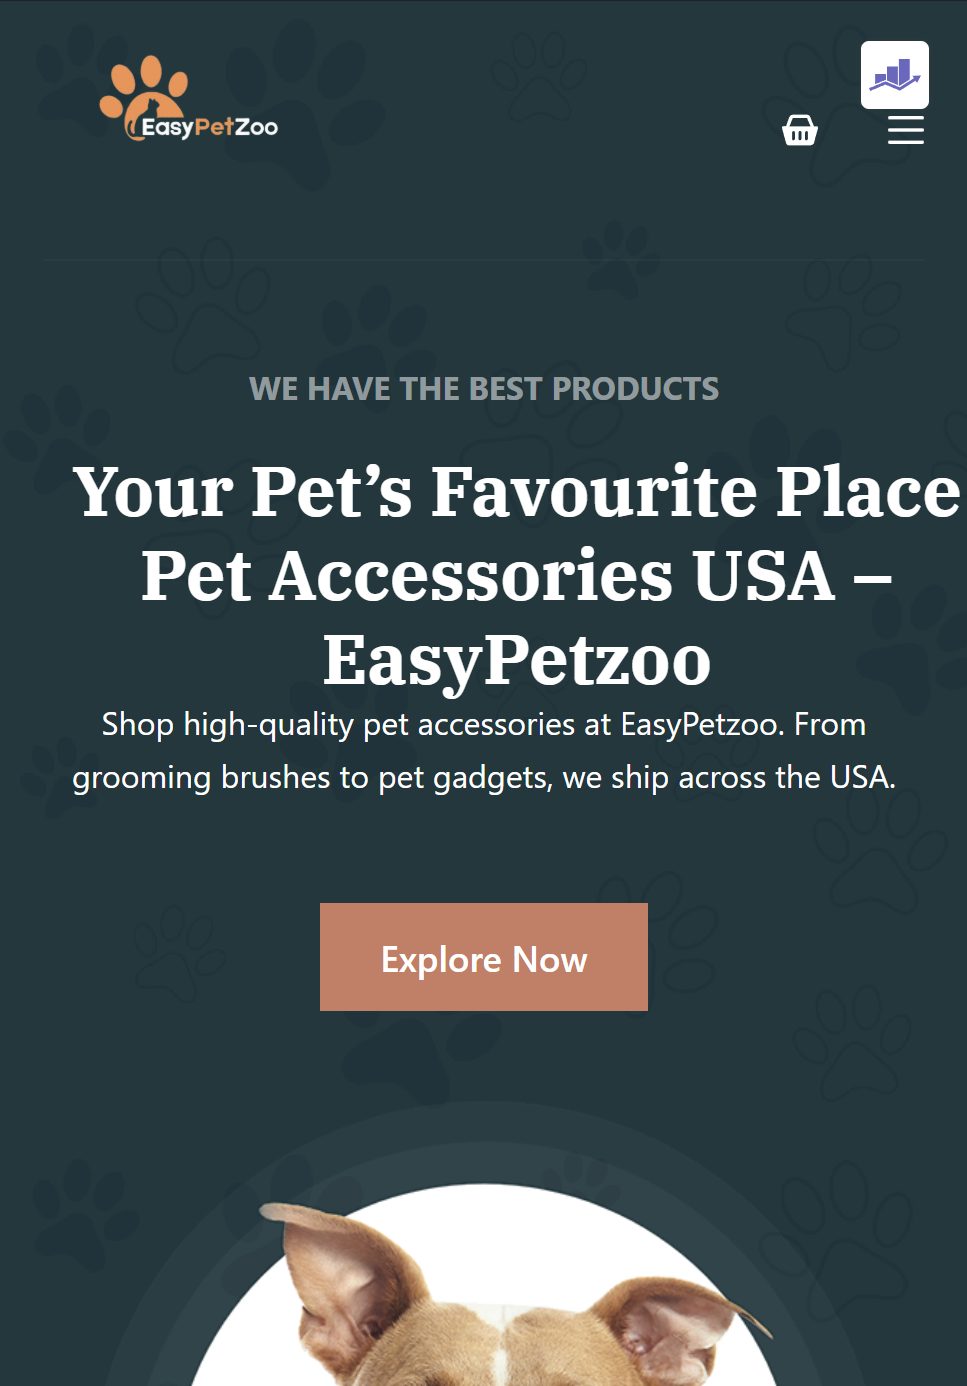 EasyPetZoo
WE HAVE THE BEST PRODUCTS
Your Pet’s Favourite Place
Pet Accessories USA –
EasyPetzoo
Shop high-quality pet accessories at EasyPetzoo. From
grooming brushes to pet gadgets, we ship across the USA.
Explore Now